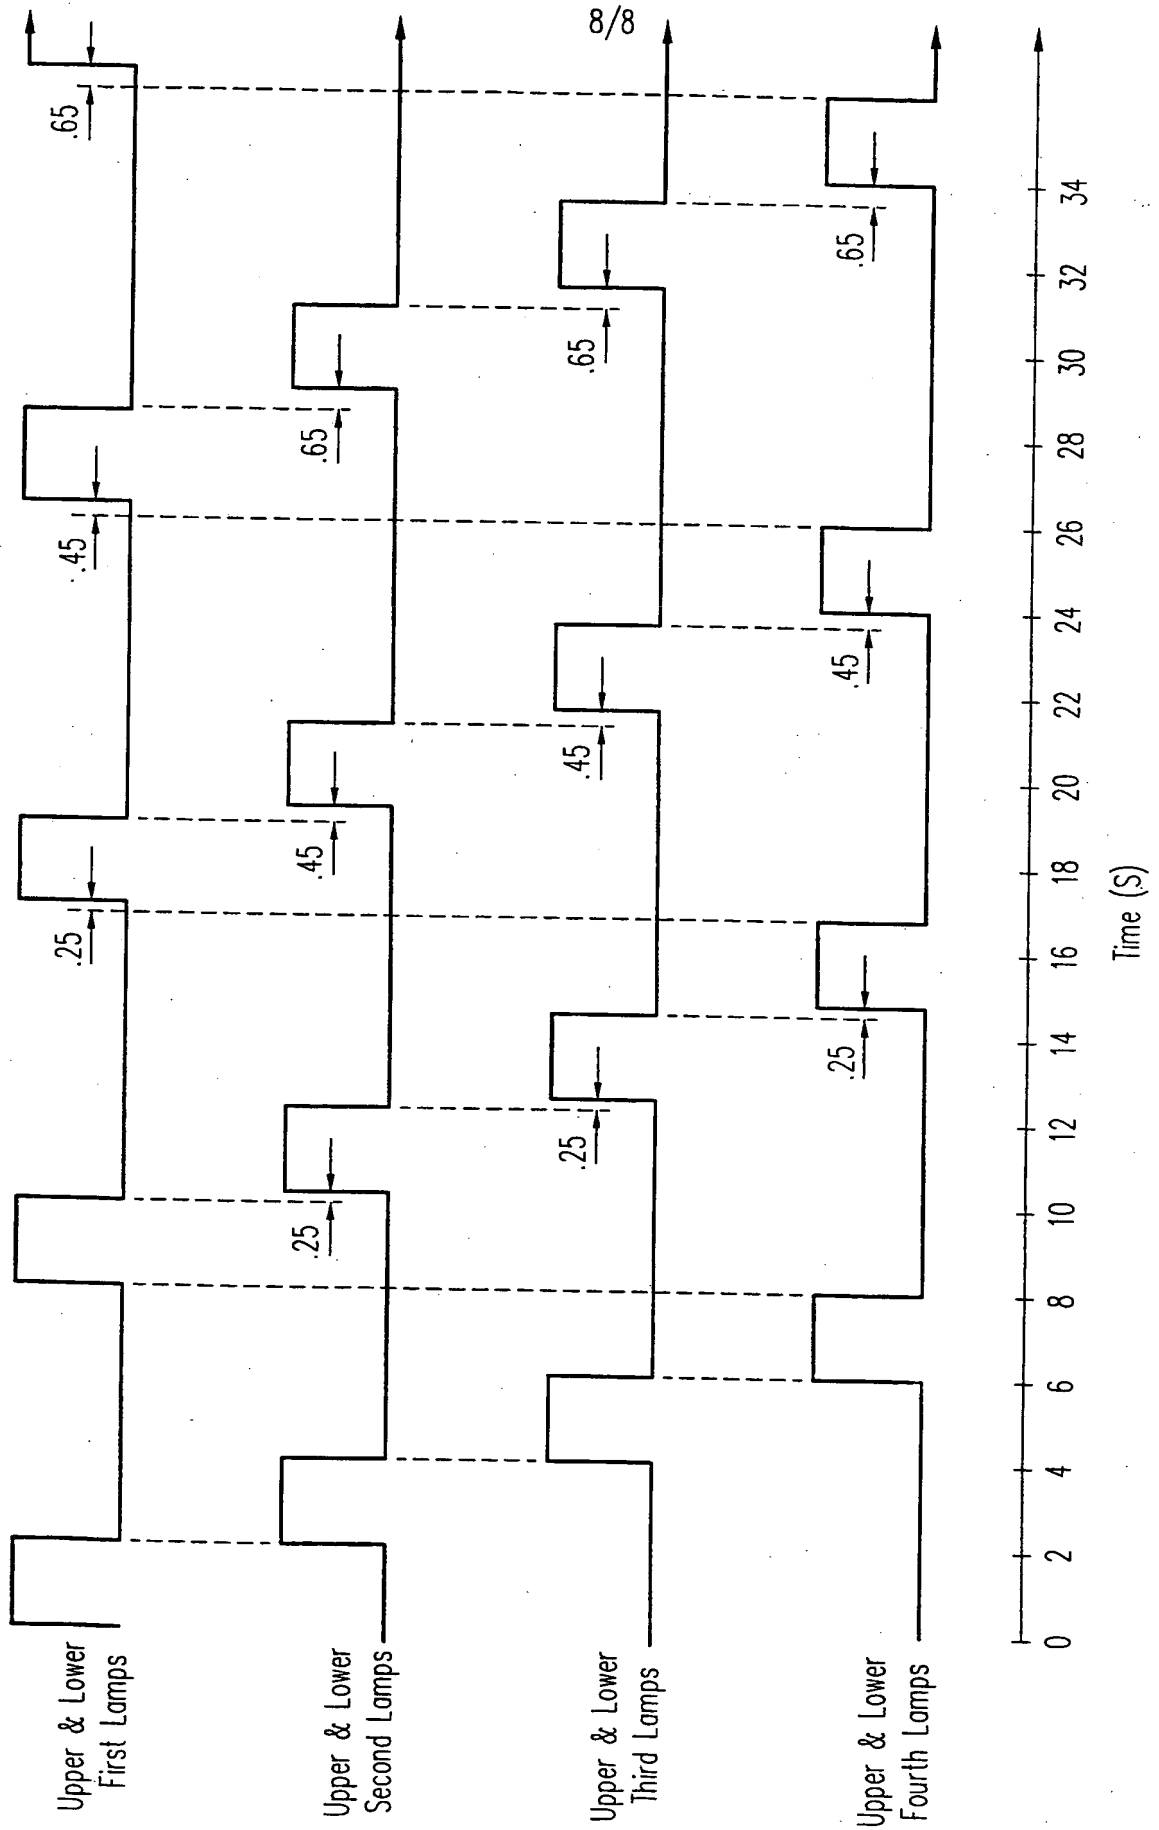 8/8
Upper & Lower
First Lamps
.25
.45
.65
Upper & Lower
Second Lamps
.25
.45
.65
Upper & Lower
Third Lamps
.25
.45
.65
Upper & Lower
Fourth Lamps
.25
.45
.65
0 2 4 6 8 10 12 14 16 18 20 22 24 26 28 30 32 34
Time (S)